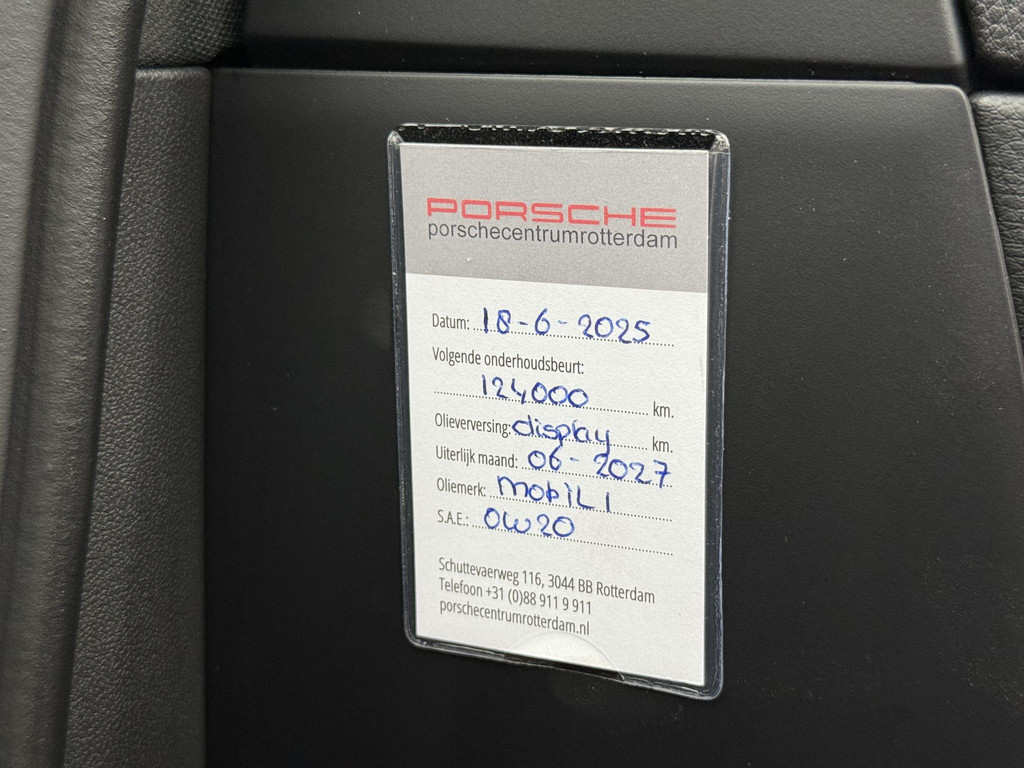 PORSCHE
porschecentrumrotterdam
Datum: 18-6-2025
Volgende onderhoudsbeurt:
124,000 km.
Olieverversing: display km.
Uiterlijk maand: 06-2027
Oliemerk: MobiL 1
S.A.E.: 0W20
Schuttevaerweg 116, 3044 BB Rotterdam
Telefoon +31 (0)88 911 9 911
porschecentrumrotterdam.nl